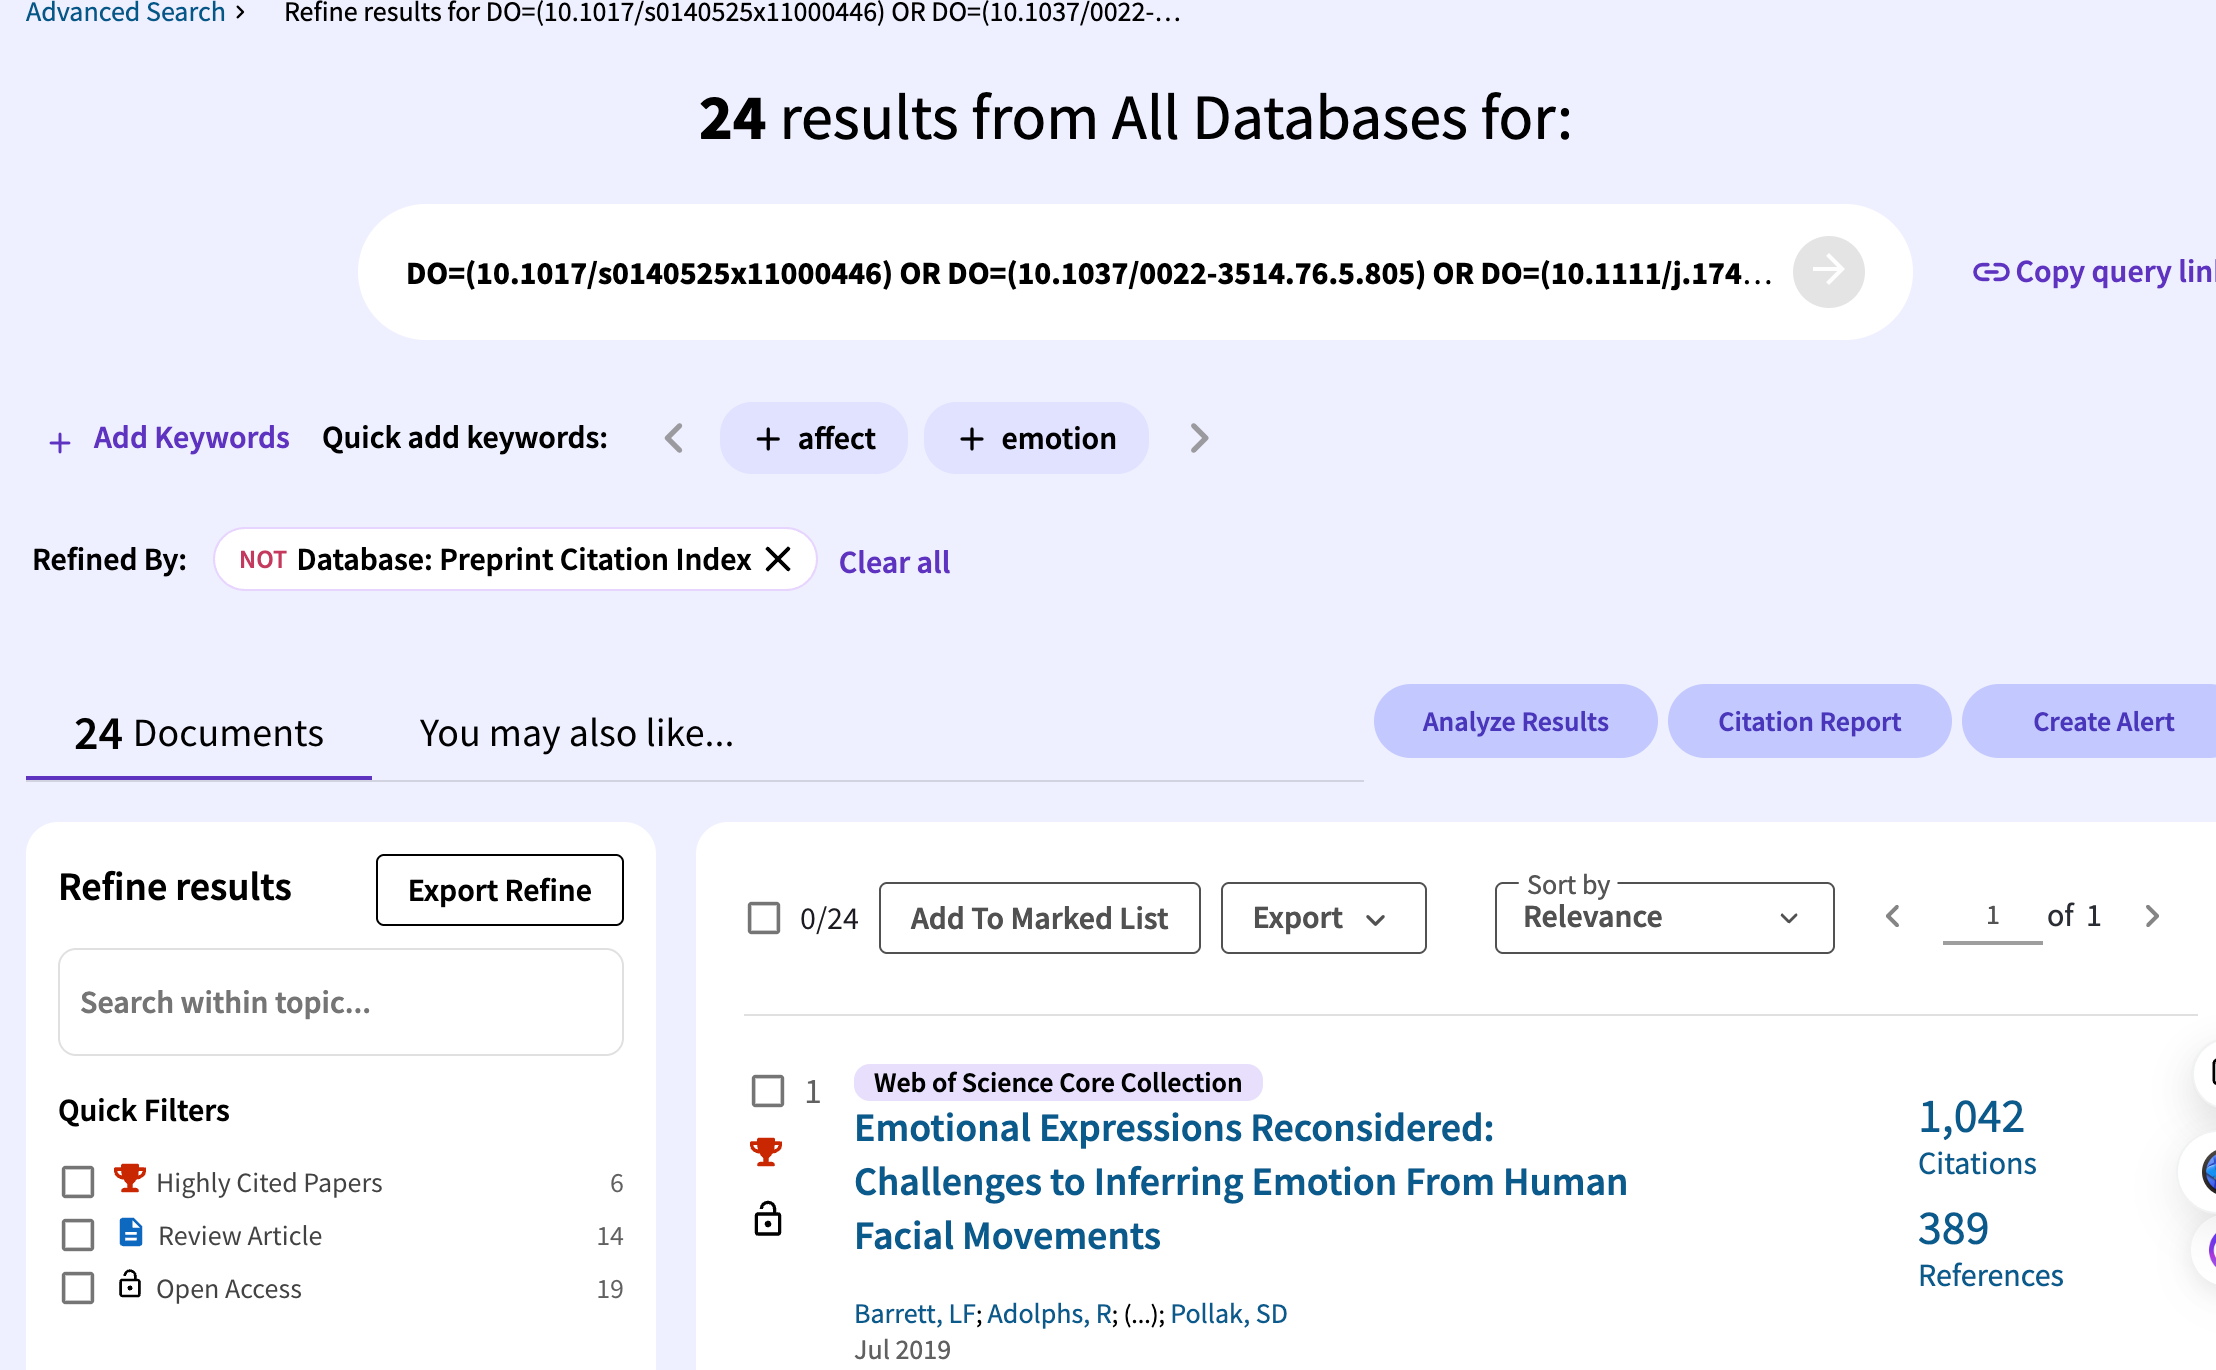 Advanced Search › Refine results for DO=(10.1017/s0140525x11000446) OR DO=(10.1037/0022-…
24 results from All Databases for:
DO=(10.1017/s0140525x11000446) OR DO=(10.1037/0022-3514.76.5.805) OR DO=(10.1111/j.174…
Copy query lin
+ Add Keywords Quick add keywords: + affect + emotion
Refined By: NOT Database: Preprint Citation Index Clear all
24 Documents You may also like... Analyze Results Citation Report Create Alert
Refine results Export Refine
Search within topic...
Quick Filters
Highly Cited Papers 6
Review Article 14
Open Access 19
0/24 Add To Marked List Export Sort by Relevance 1 of 1
1 Web of Science Core Collection
Emotional Expressions Reconsidered:
Challenges to Inferring Emotion From Human
Facial Movements
Barrett, LF; Adolphs, R; (...); Pollak, SD
Jul 2019
1,042
Citations
389
References